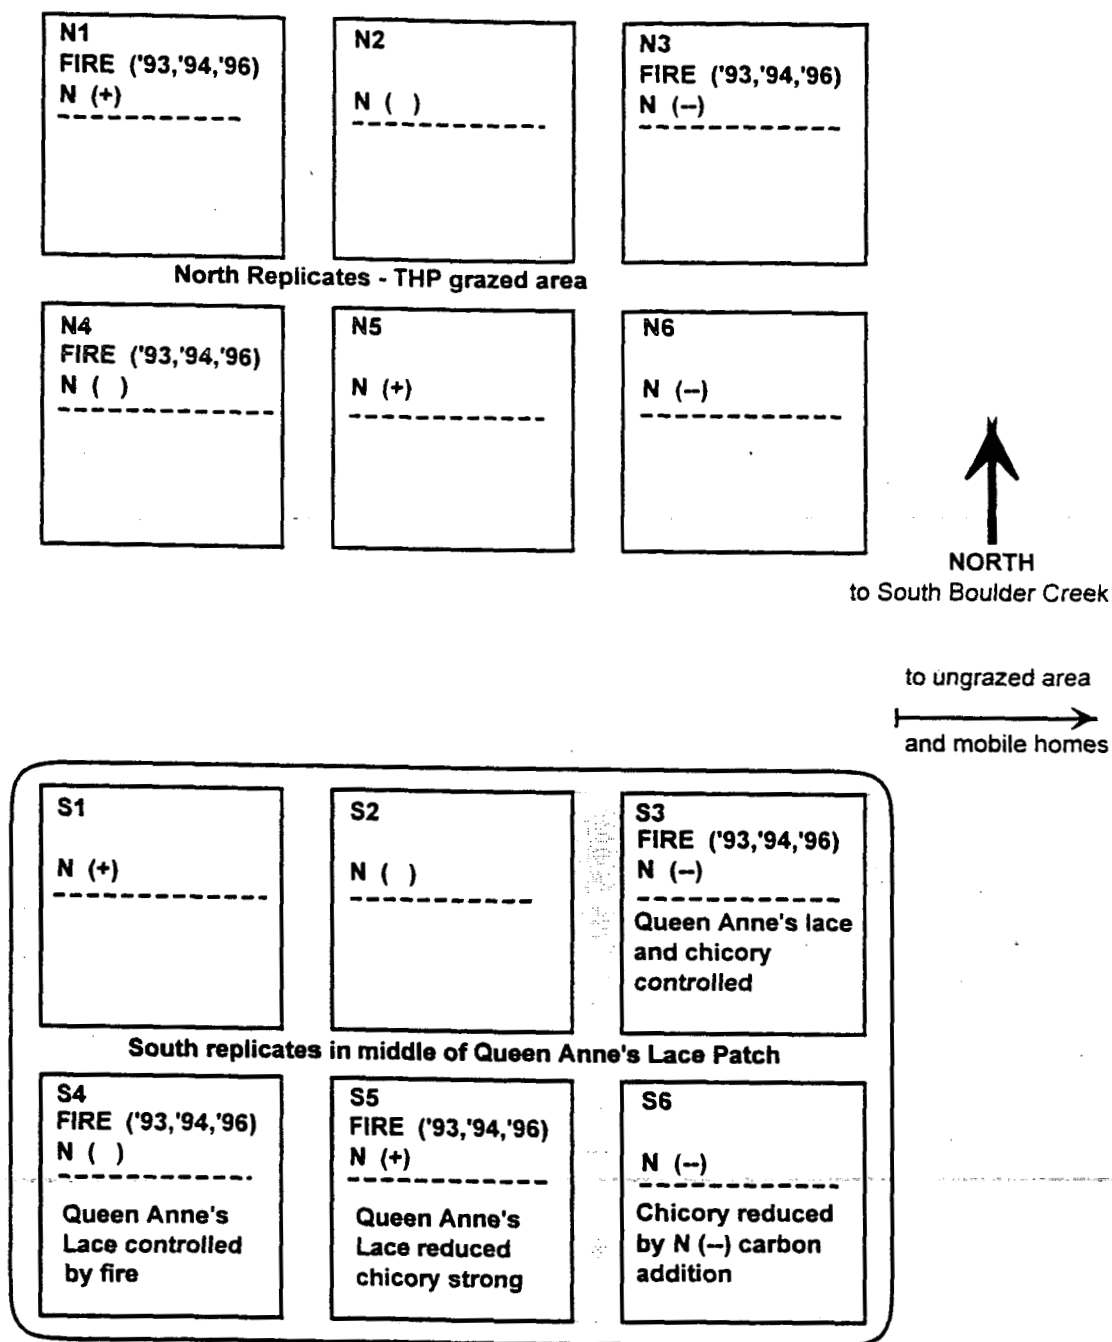 N1
FIRE ('93,'94,'96)
N (+)
N2
N ( )
N3
FIRE ('93,'94,'96)
N (--)
North Replicates - THP grazed area
N4
FIRE ('93,'94,'96)
N ( )
N5
N (+)
N6
N (--)
NORTH
to South Boulder Creek
to ungrazed area
and mobile homes
S1
N (+)
S2
N ( )
S3
FIRE ('93,'94,'96)
N (--)
Queen Anne's lace
and chicory
controlled
South replicates in middle of Queen Anne's Lace Patch
S4
FIRE ('93,'94,'96)
N ( )
Queen Anne's
Lace controlled
by fire
S5
FIRE ('93,'94,'96)
N (+)
Queen Anne's
Lace reduced
chicory strong
S6
N (--)
Chicory reduced
by N (--) carbon
addition